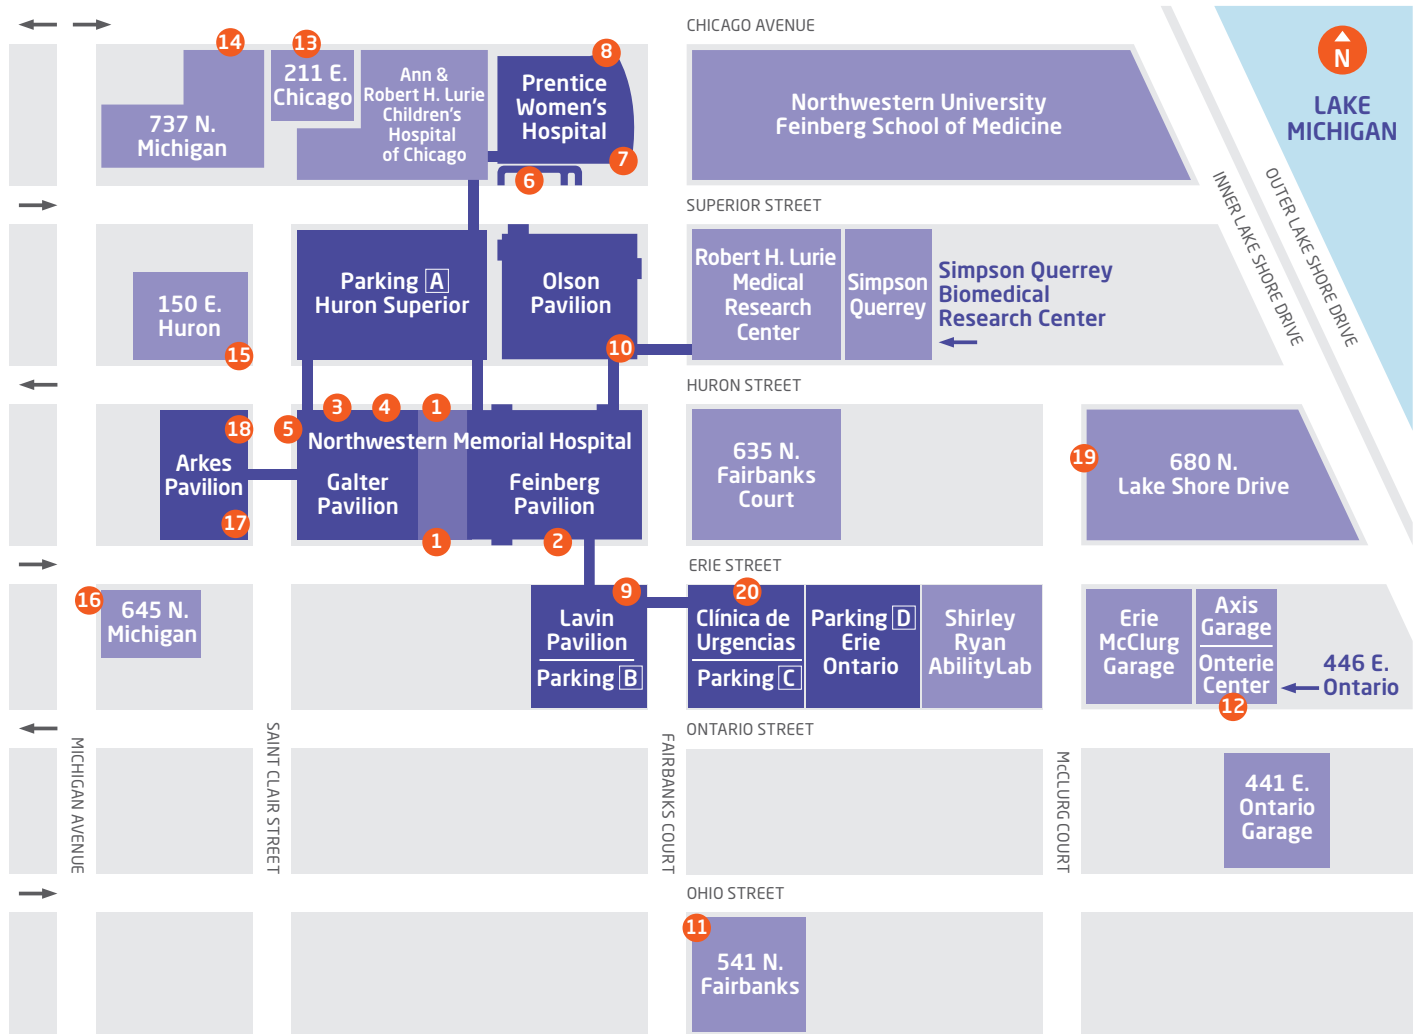 CHICAGO AVENUE
14
13
8
N
LAKE
MICHIGAN
737 N.
Michigan
211 E.
Chicago
Ann &
Robert H. Lurie
Children's
Hospital
of Chicago
Prentice
Women's
Hospital
7
6
Northwestern University
Feinberg School of Medicine
INNER LAKE SHORE DRIVE
OUTER LAKE SHORE DRIVE
SUPERIOR STREET
150 E.
Huron
15
Parking A
Huron Superior
Olson
Pavilion
10
Robert H. Lurie
Medical
Research
Center
Simpson
Querrey
Simpson Querrey
Biomedical
Research Center
HURON STREET
18
Arkes
Pavilion
17
5
3
4
1
Northwestern Memorial Hospital
Galter
Pavilion
Feinberg
Pavilion
1
2
635 N.
Fairbanks
Court
19
680 N.
Lake Shore Drive
ERIE STREET
16
645 N.
Michigan
9
Lavin
Pavilion
Parking B
20
Clínica de
Urgencias
Parking C
Parking D
Erie
Ontario
Shirley
Ryan
AbilityLab
Erie
McClurg
Garage
Axis
Garage
Onterie
Center
12
446 E.
Ontario
ONTARIO STREET
MICHIGAN AVENUE
SAINT CLAIR STREET
FAIRBANKS COURT
McCLURG COURT
441 E.
Ontario
Garage
OHIO STREET
11
541 N.
Fairbanks